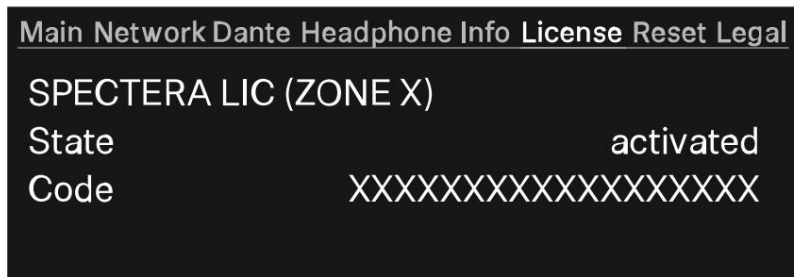 Main Network Dante Headphone Info License Reset Legal
SPECTERA LIC (ZONE X)
State activated
Code XXXXXXXXXXXXXXXXXX